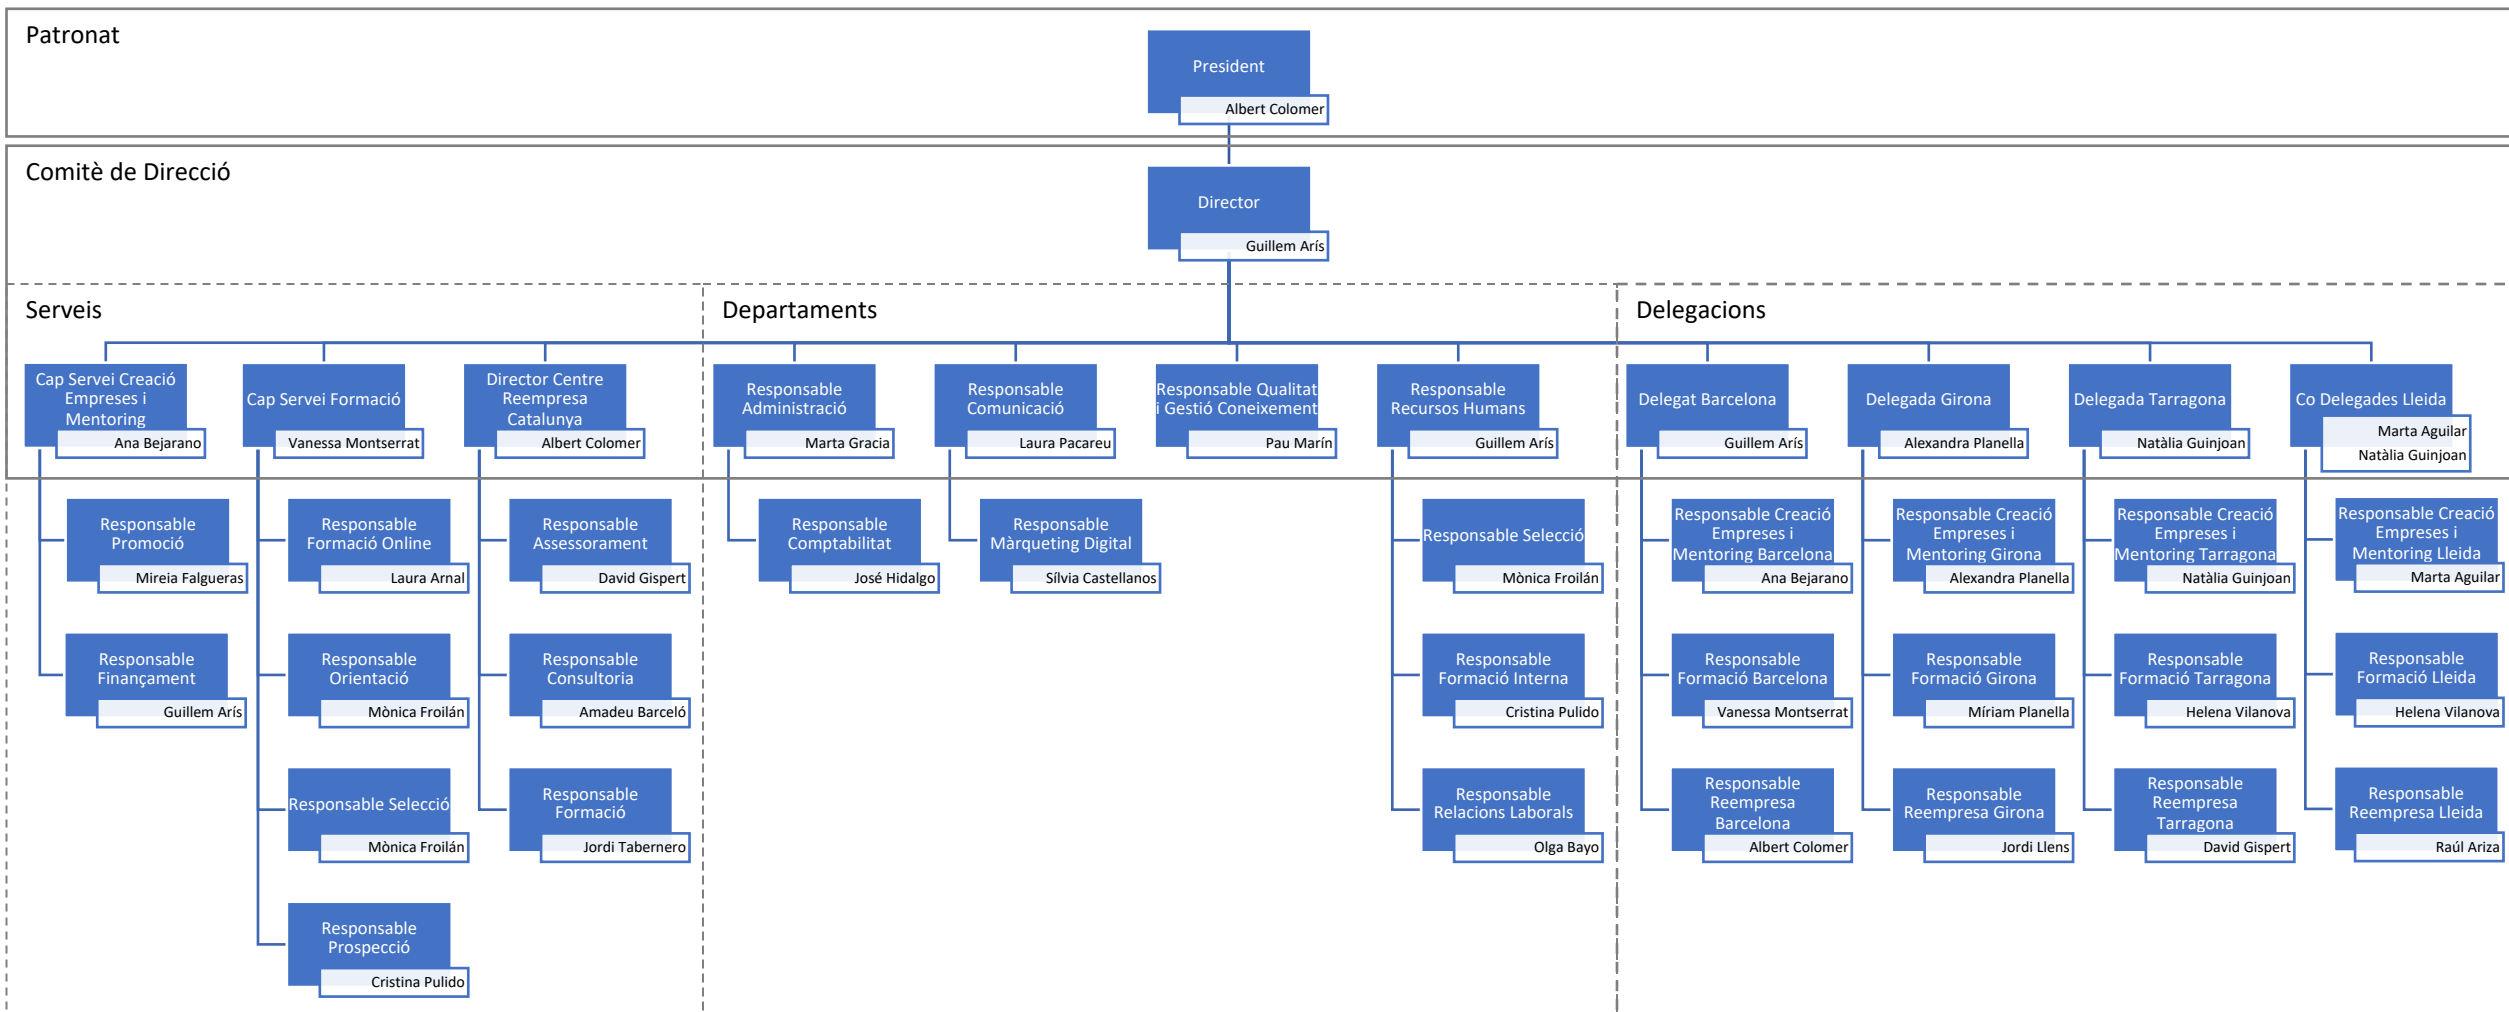 Patronat
President
Albert Colomer
Comitè de Direcció
Director
Guillem Arís
Serveis
Departaments
Delegacions
Cap Servei Creació
Empreses i
Mentoring
Ana Bejarano
Cap Servei Formació
Vanessa Montserrat
Director Centre
Reempresa
Catalunya
Albert Colomer
Responsable
Administració
Marta Gracia
Responsable
Comunicació
Laura Pacareu
Responsable Qualitat
i Gestió Coneixement
Pau Marín
Responsable
Recursos Humans
Guillem Arís
Delegat Barcelona
Guillem Arís
Delegada Girona
Alexandra Planella
Delegada Tarragona
Natàlia Guinjoan
Co Delegades Lleida
Marta Aguilar
Natàlia Guinjoan
Responsable
Promoció
Mireia Falgueras
Responsable
Formació Online
Laura Arnal
Responsable
Assessorament
David Gispert
Responsable
Comptabilitat
José Hidalgo
Responsable
Màrqueting Digital
Sílvia Castellanos
Responsable Selecció
Mònica Froilán
Responsable Creació
Empreses i
Mentoring Barcelona
Ana Bejarano
Responsable Creació
Empreses i
Mentoring Girona
Alexandra Planella
Responsable Creació
Empreses i
Mentoring Tarragona
Natàlia Guinjoan
Responsable Creació
Empreses i
Mentoring Lleida
Marta Aguilar
Responsable
Finançament
Guillem Arís
Responsable
Orientació
Mònica Froilán
Responsable
Consultoria
Amadeu Barceló
Responsable
Formació Interna
Cristina Pulido
Responsable
Formació Barcelona
Vanessa Montserrat
Responsable
Formació Girona
Míriam Planella
Responsable
Formació Tarragona
Helena Vilanova
Responsable
Formació Lleida
Helena Vilanova
Responsable Selecció
Mònica Froilán
Responsable
Formació
Jordi Tabernero
Responsable
Relacions Laborals
Olga Bayo
Responsable
Reempresa
Barcelona
Albert Colomer
Responsable
Reempresa Girona
Jordi Llens
Responsable
Reempresa
Tarragona
David Gispert
Responsable
Reempresa Lleida
Raúl Ariza
Responsable
Prospecció
Cristina Pulido